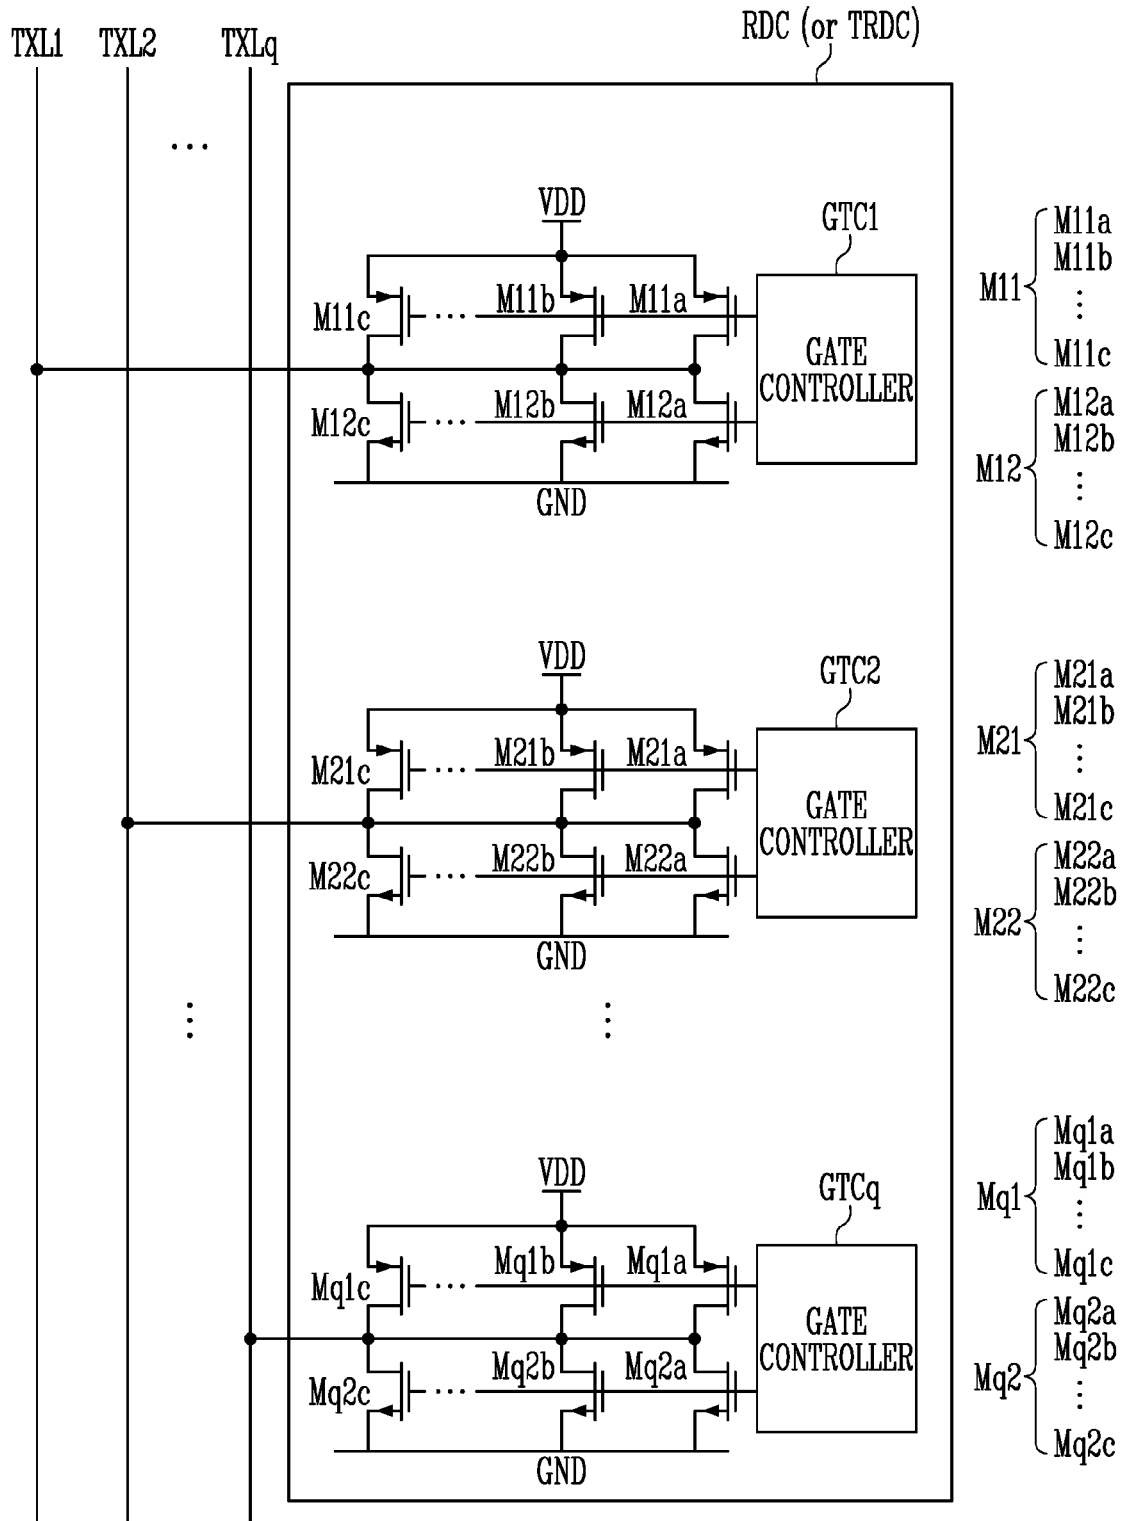 RDC (or TRDC)
TXL1 TXL2 TXLq
...
VDD
GTC1
M11c ... M11b M11a
GATE
CONTROLLER
M12c ... M12b M12a
GND
M11
M11a
M11b
⋮
M11c
M12
M12a
M12b
⋮
M12c
VDD
GTC2
M21c ... M21b M21a
GATE
CONTROLLER
M22c ... M22b M22a
GND
M21
M21a
M21b
⋮
M21c
M22
M22a
M22b
⋮
M22c
⋮ ⋮
VDD
GTCq
Mq1c ... Mq1b Mq1a
GATE
CONTROLLER
Mq2c ... Mq2b Mq2a
GND
Mq1
Mq1a
Mq1b
⋮
Mq1c
Mq2
Mq2a
Mq2b
⋮
Mq2c